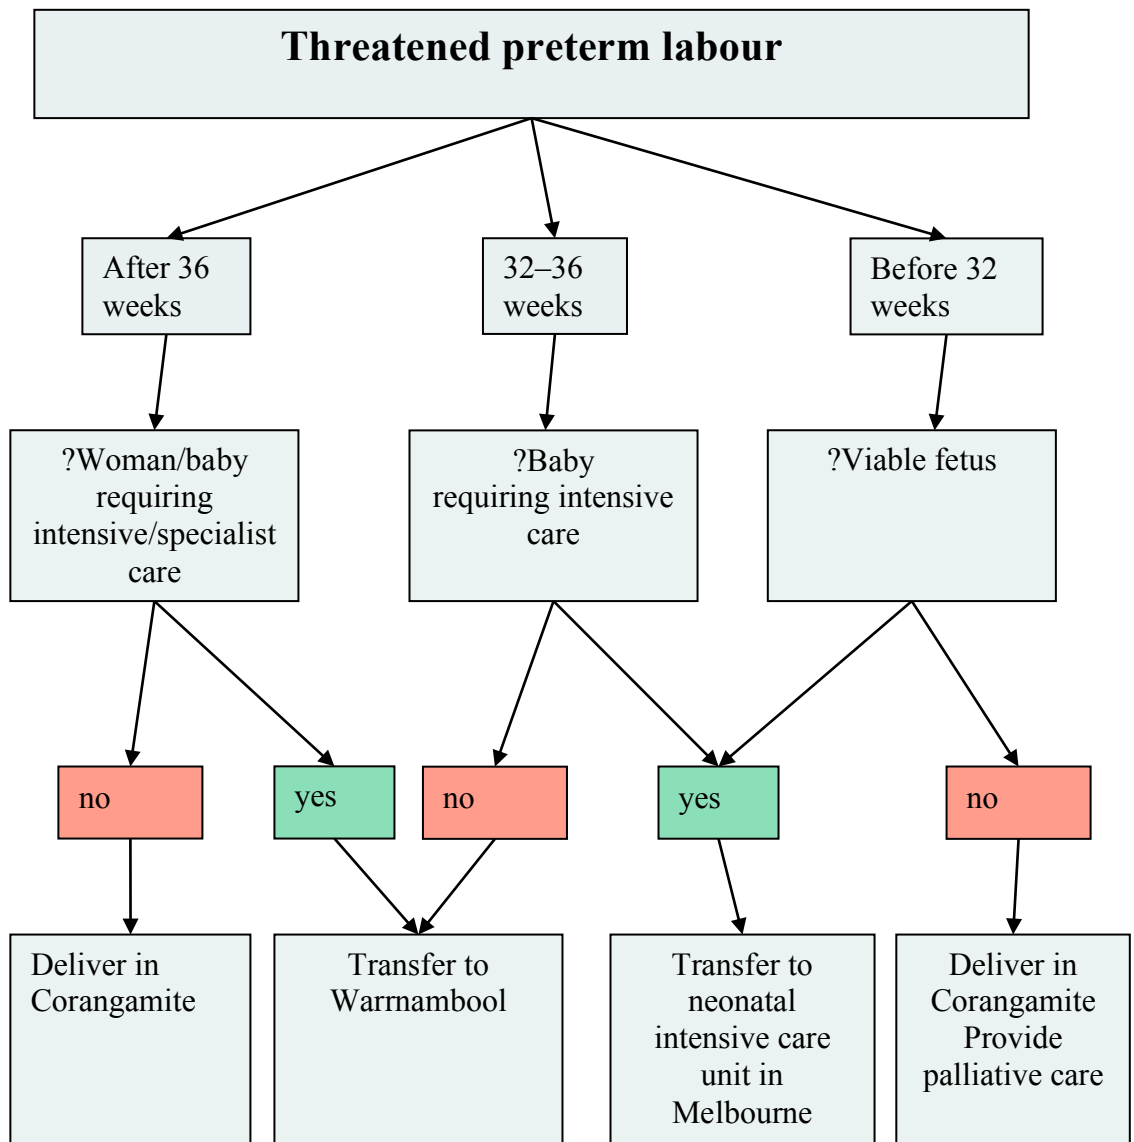 Threatened preterm labour
After 36
weeks
32–36
weeks
Before 32
weeks
?Woman/baby
requiring
intensive/specialist
care
?Baby
requiring intensive
care
?Viable fetus
no
yes
no
yes
no
Deliver in
Corangamite
Transfer to
Warrnambool
Transfer to
neonatal
intensive care
unit in
Melbourne
Deliver in
Corangamite
Provide
palliative care